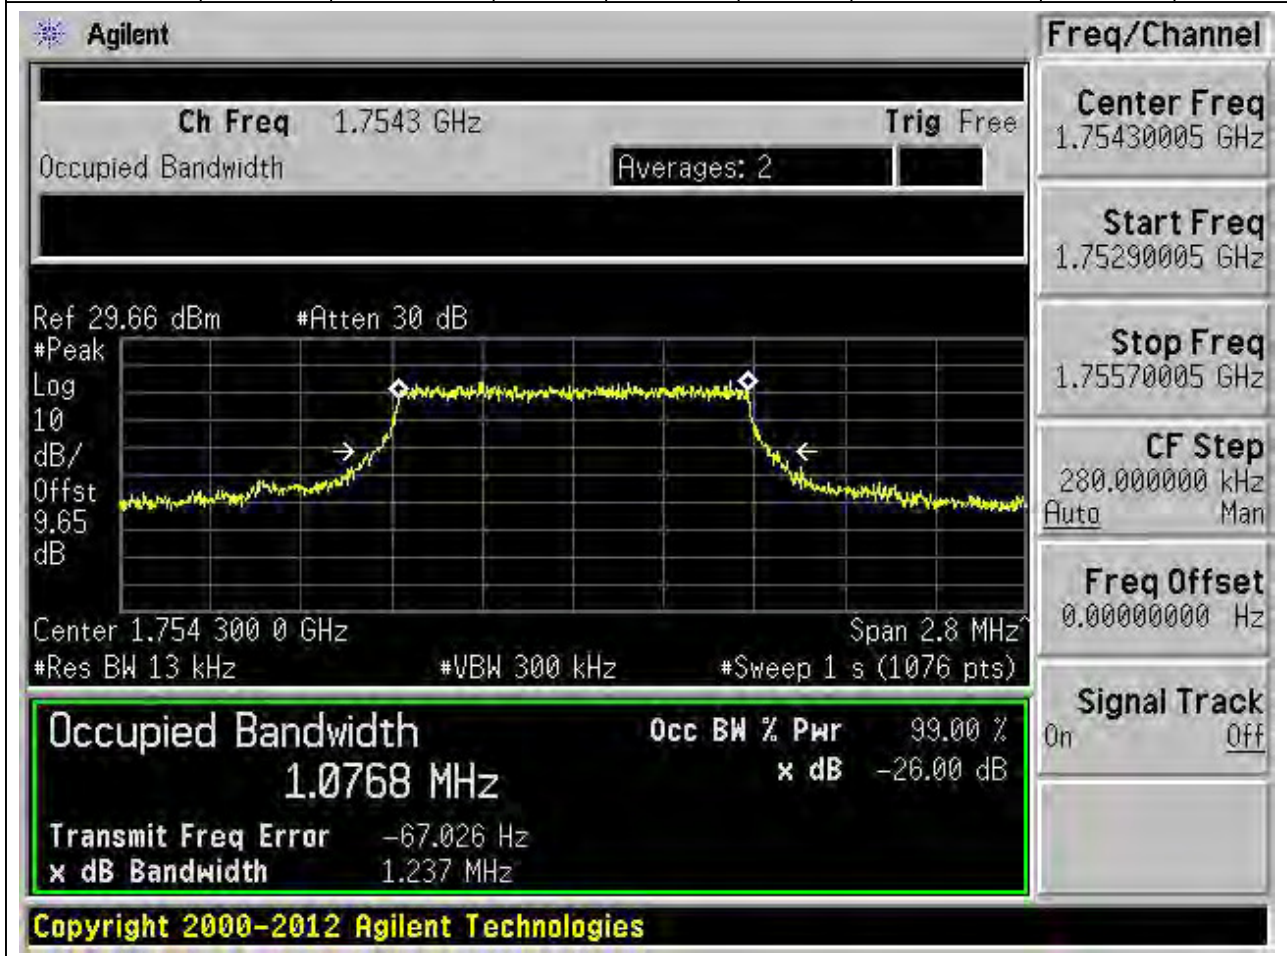 Agilent
Freq/Channel
Ch Freq 1.7543 GHz Trig Free
Occupied Bandwidth Averages: 2
Center Freq
1.75430005 GHz
Start Freq
1.75290005 GHz
Stop Freq
1.75570005 GHz
CF Step
280.000000 kHz
Auto Man
Freq Offset
0.00000000 Hz
Signal Track
On Off
Ref 29.66 dBm #Atten 30 dB
#Peak
Log
10
dB/
Offst
9.65
dB
Center 1.754 300 0 GHz Span 2.8 MHz^
#Res BW 13 kHz #VBW 300 kHz #Sweep 1 s (1076 pts)
Occupied Bandwidth Occ BW % Pwr 99.00 %
1.0768 MHz x dB -26.00 dB
Transmit Freq Error -67.026 Hz
x dB Bandwidth 1.237 MHz
Copyright 2000-2012 Agilent Technologies